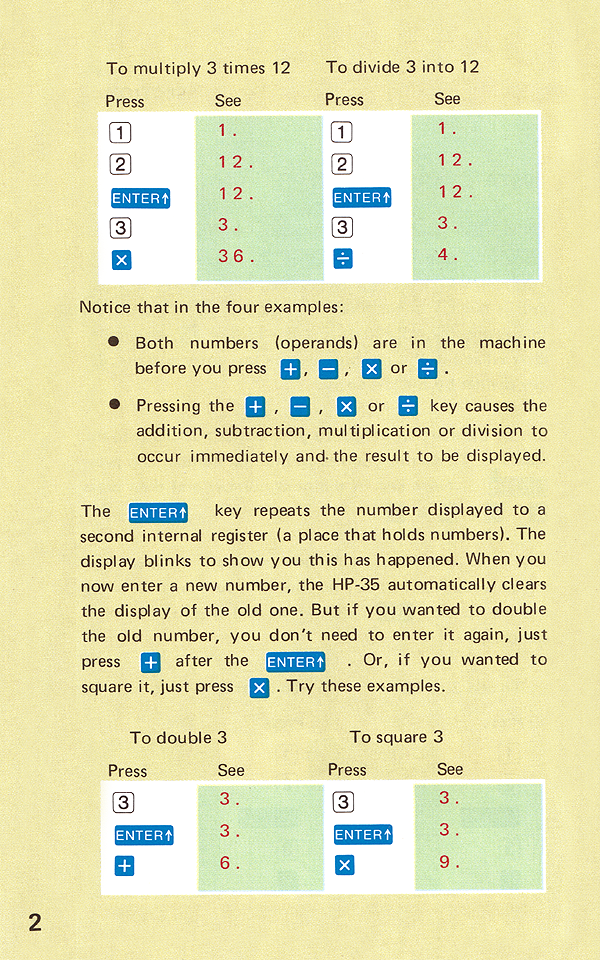 To multiply 3 times 12 To divide 3 into 12
Press See Press See
1 1. 1 1.
2 12. 2 12.
ENTER↑ 12. ENTER↑ 12.
3 3. 3 3.
× 36. ÷ 4.
Notice that in the four examples:
● Both numbers (operands) are in the machine
before you press +, −, × or ÷.
● Pressing the +, −, × or ÷ key causes the
addition, subtraction, multiplication or division to
occur immediately and the result to be displayed.
The ENTER↑ key repeats the number displayed to a
second internal register (a place that holds numbers). The
display blinks to show you this has happened. When you
now enter a new number, the HP-35 automatically clears
the display of the old one. But if you wanted to double
the old number, you don't need to enter it again, just
press + after the ENTER↑ . Or, if you wanted to
square it, just press × . Try these examples.
To double 3 To square 3
Press See Press See
3 3. 3 3.
ENTER↑ 3. ENTER↑ 3.
+ 6. × 9.
2